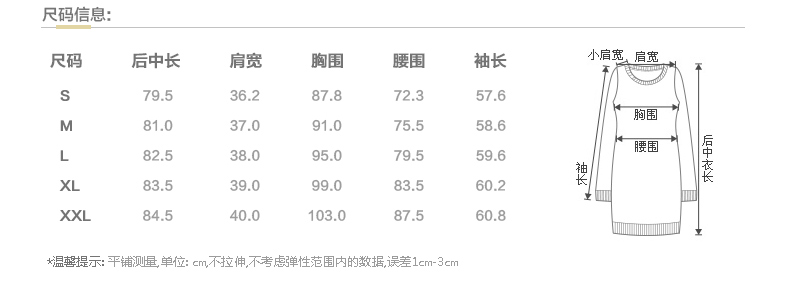 尺码信息:
尺码 后中长 肩宽 胸围 腰围 袖长
S 79.5 36.2 87.8 72.3 57.6
M 81.0 37.0 91.0 75.5 58.6
L 82.5 38.0 95.0 79.5 59.6
XL 83.5 39.0 99.0 83.5 60.2
XXL 84.5 40.0 103.0 87.5 60.8
小肩宽 肩宽
胸围
腰围
袖长
后中衣长
*温馨提示: 平铺测量,单位: cm,不拉伸,不考虑弹性范围内的数据,误差1cm-3cm